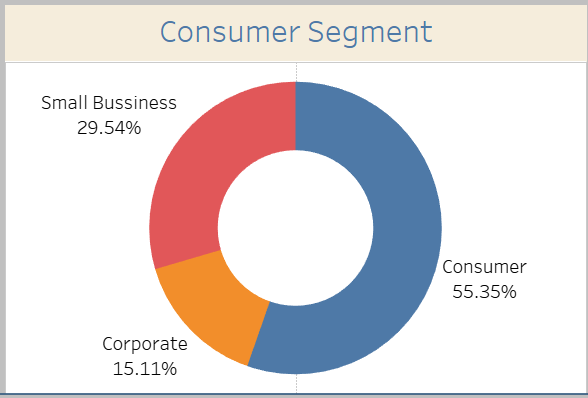 Consumer Segment
Small Bussiness
29.54%
Consumer
55.35%
Corporate
15.11%